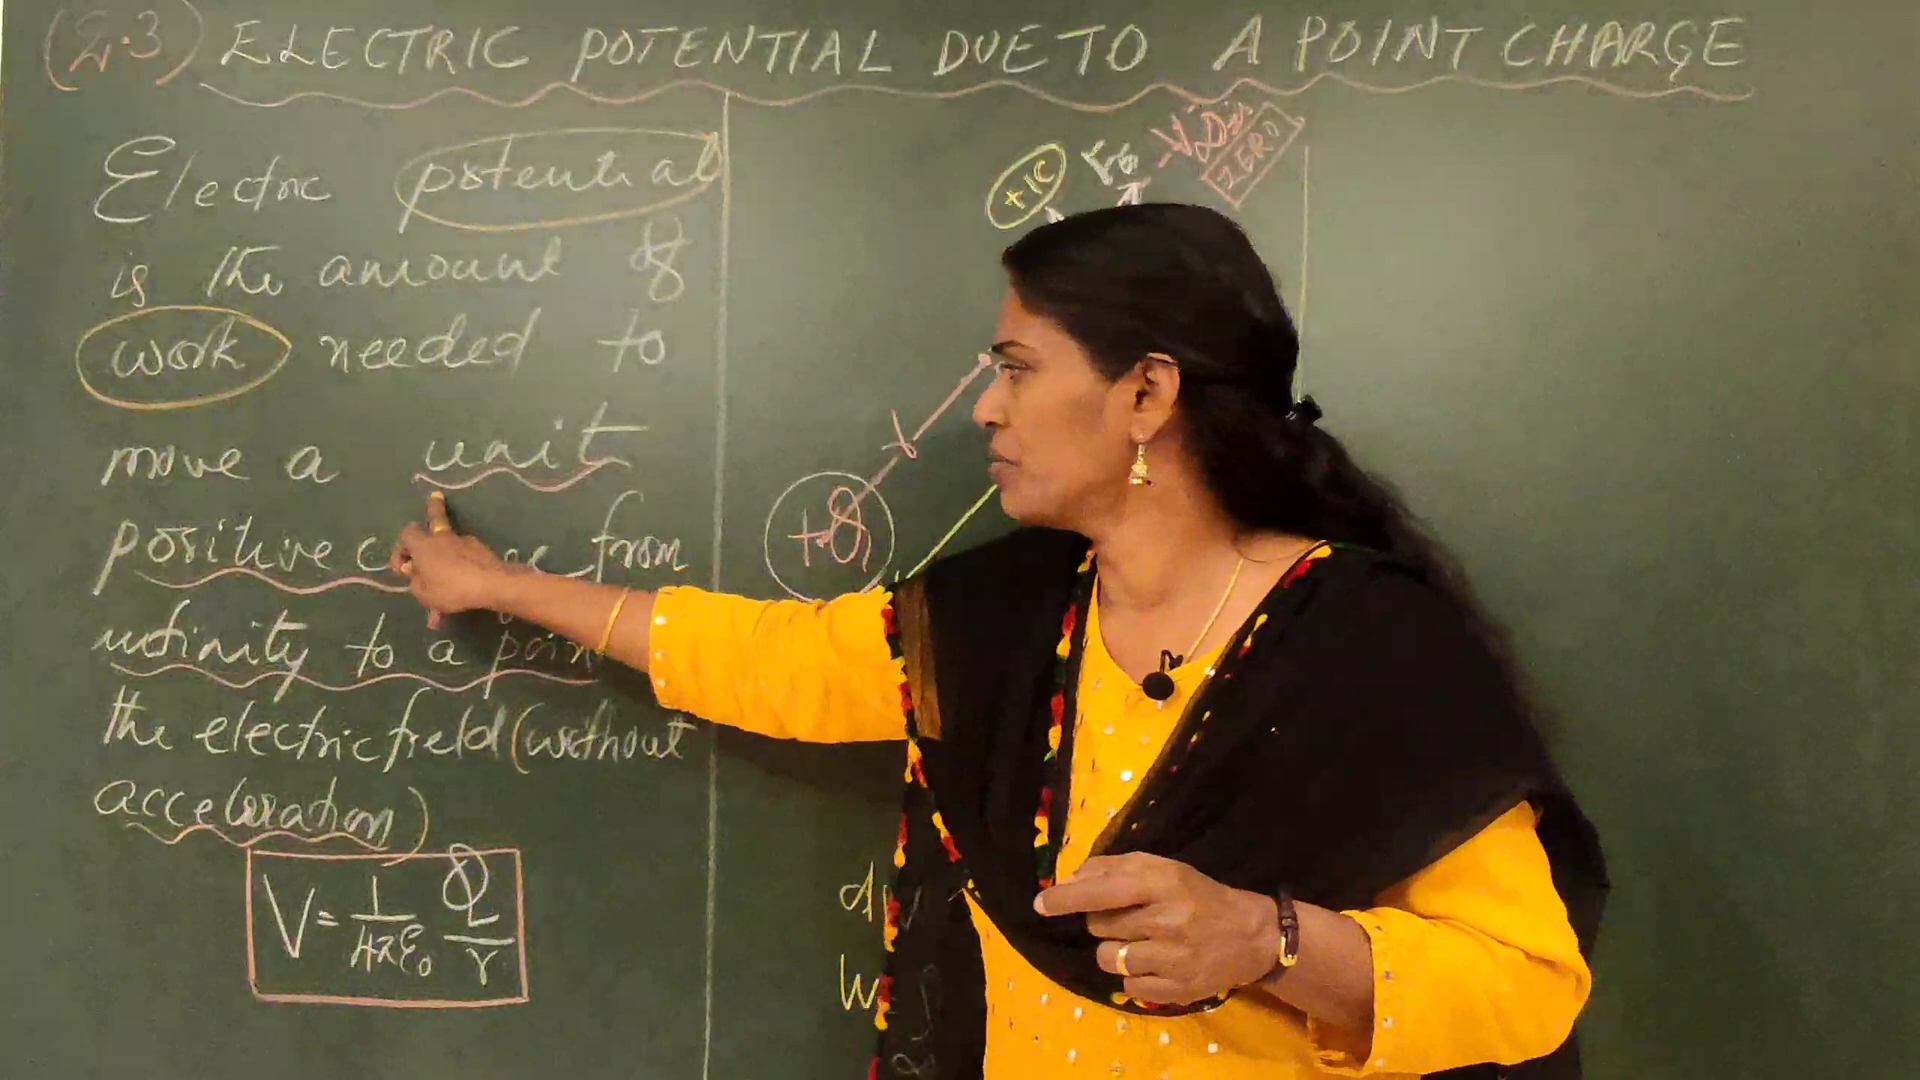 (2.3) ELECTRIC POTENTIAL DUE TO A POINT CHARGE
Electric potential
is the amount of
work needed to
move a unit
positive from
infinity to a point
the electric field (without
acceleration)
V = 1/4πε₀ Q/r
+1C
ZERO
+Q
W